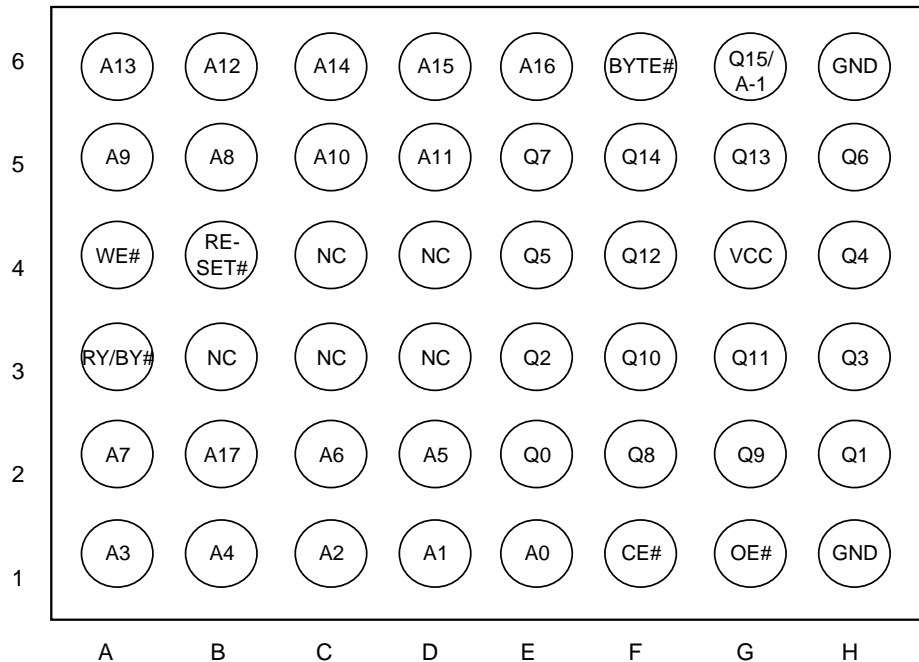 6 A13 A12 A14 A15 A16 BYTE# Q15/ A-1 GND
5 A9 A8 A10 A11 Q7 Q14 Q13 Q6
4 WE# RE- SET# NC NC Q5 Q12 VCC Q4
3 RY/BY# NC NC NC Q2 Q10 Q11 Q3
2 A7 A17 A6 A5 Q0 Q8 Q9 Q1
1 A3 A4 A2 A1 A0 CE# OE# GND
A B C D E F G H